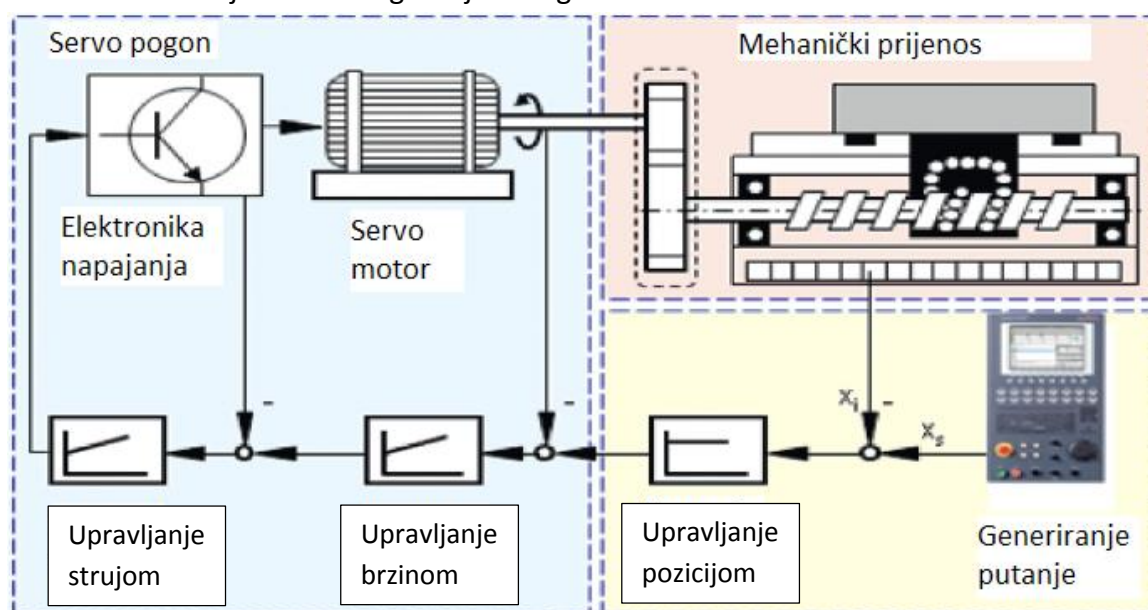 Servo pogon
Mehanički prijenos
Elektronika
napajanja
Servo
motor
-
-
xᵢ
-
xₛ
Upravljanje
strujom
Upravljanje
brzinom
Upravljanje
pozicijom
Generiranje
putanje